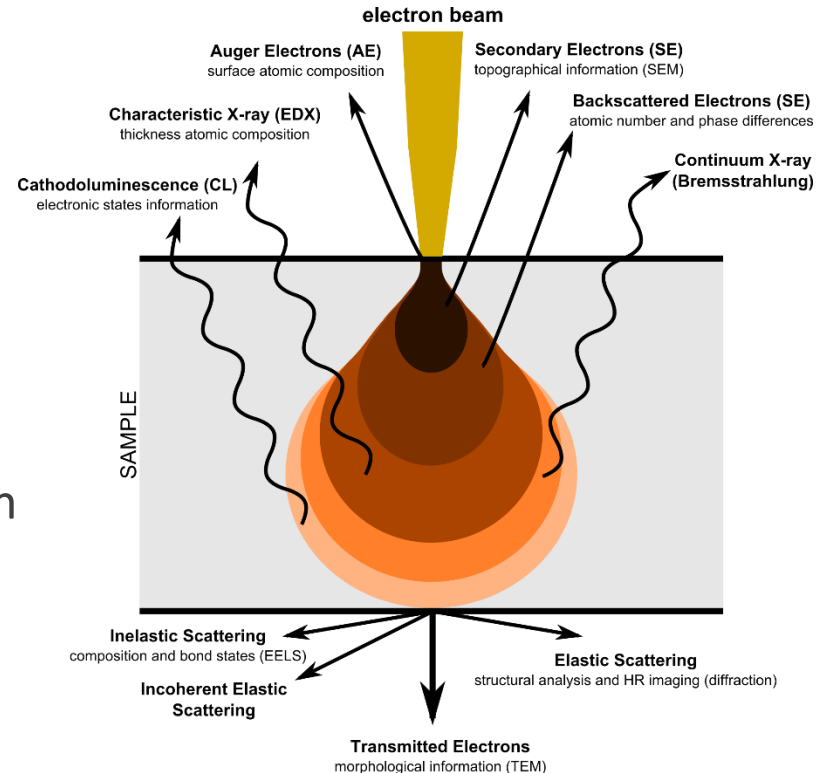 electron beam
Auger Electrons (AE)
surface atomic composition
Secondary Electrons (SE)
topographical information (SEM)
Characteristic X-ray (EDX)
thickness atomic composition
Backscattered Electrons (SE)
atomic number and phase differences
Cathodoluminescence (CL)
electronic states information
Continuum X-ray
(Bremsstrahlung)
SAMPLE
n
Inelastic Scattering
composition and bond states (EELS)
Incoherent Elastic
Scattering
Elastic Scattering
structural analysis and HR imaging (diffraction)
Transmitted Electrons
morphological information (TEM)